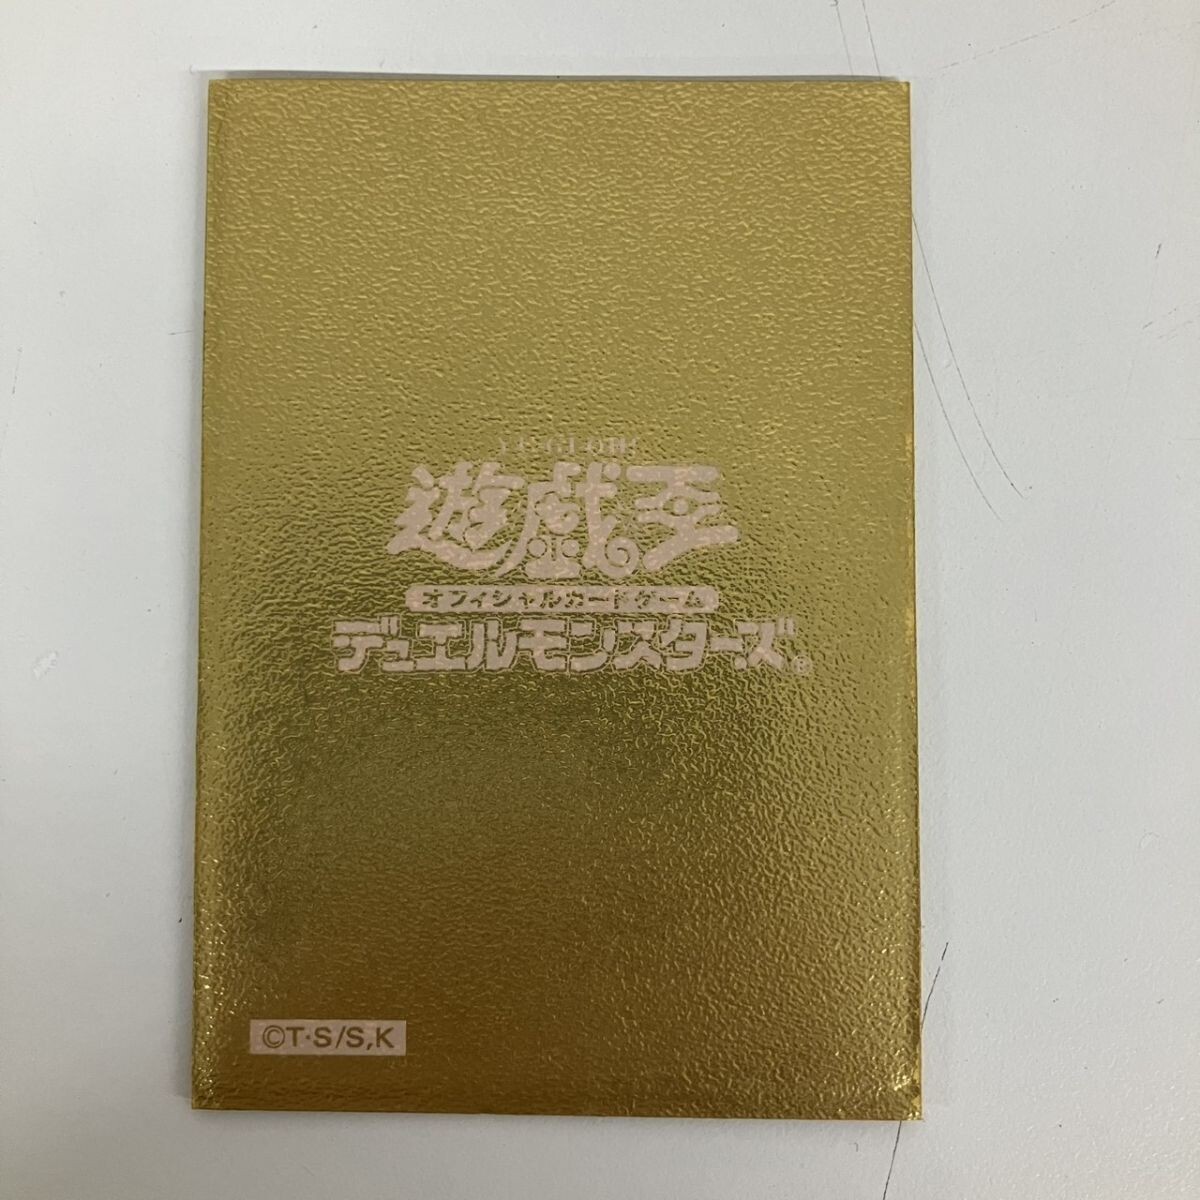 YU-GI-OH!
遊戯王
オフィシャルカードゲーム
デュエルモンスターズ®
©T·S/S,K